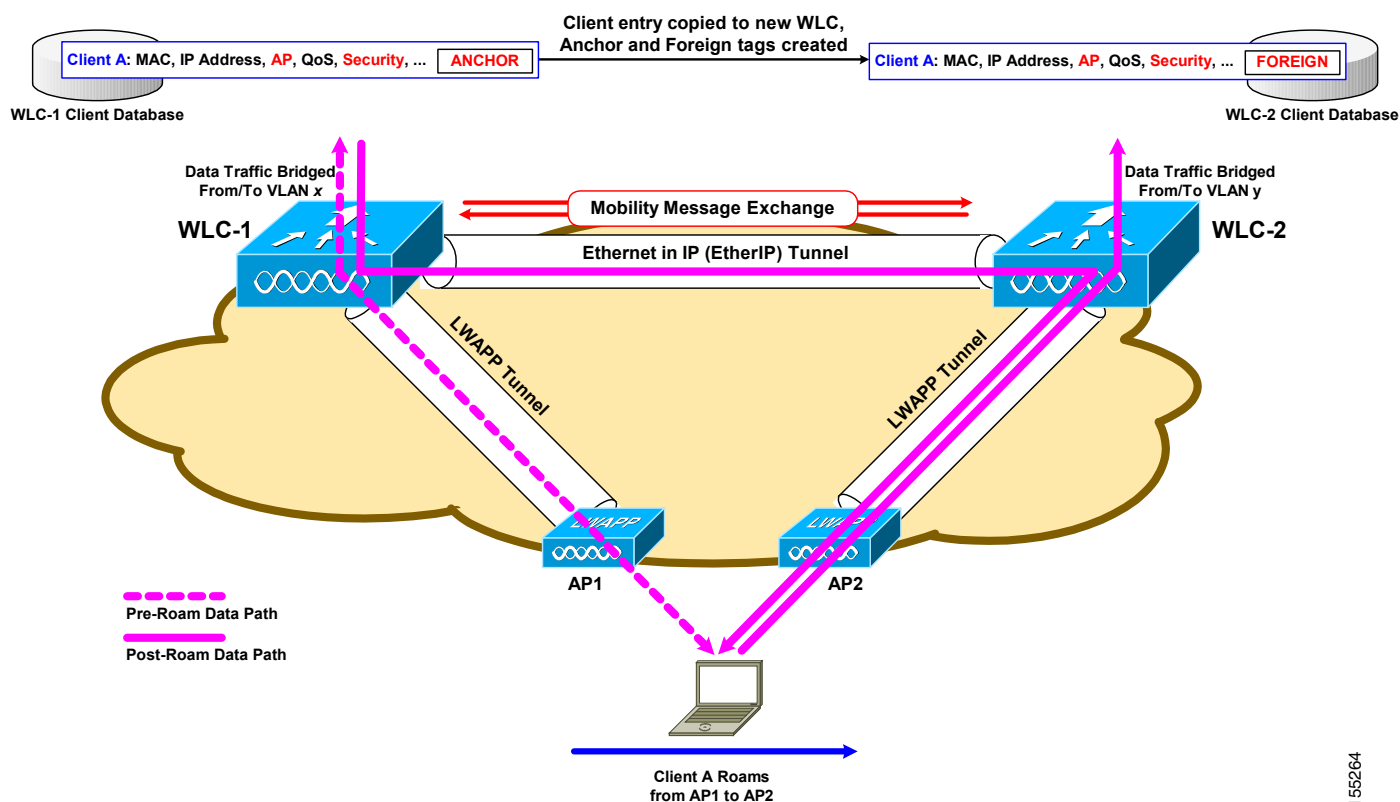 Client entry copied to new WLC,
Anchor and Foreign tags created
Client A: MAC, IP Address, AP, QoS, Security, ... ANCHOR
Client A: MAC, IP Address, AP, QoS, Security, ... FOREIGN
WLC-1 Client Database
WLC-2 Client Database
Data Traffic Bridged
From/To VLAN x
Data Traffic Bridged
From/To VLAN y
Mobility Message Exchange
WLC-1
WLC-2
Ethernet in IP (EtherIP) Tunnel
LWAPP Tunnel
LWAPP Tunnel
LWAPP
LWAPP
AP1
AP2
Pre-Roam Data Path
Post-Roam Data Path
Client A Roams
from AP1 to AP2
155264